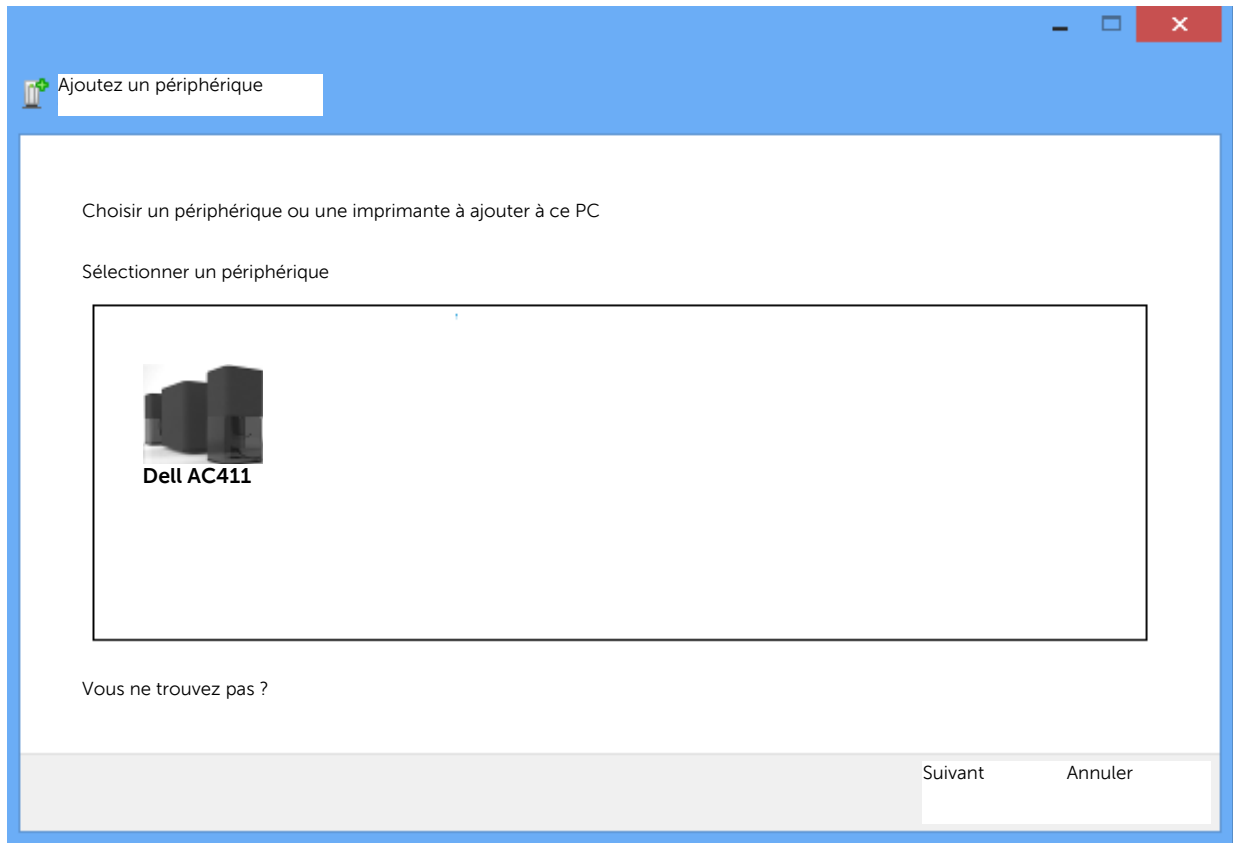 Ajoutez un périphérique
Choisir un périphérique ou une imprimante à ajouter à ce PC
Sélectionner un périphérique
Dell AC411
Vous ne trouvez pas ?
Suivant Annuler